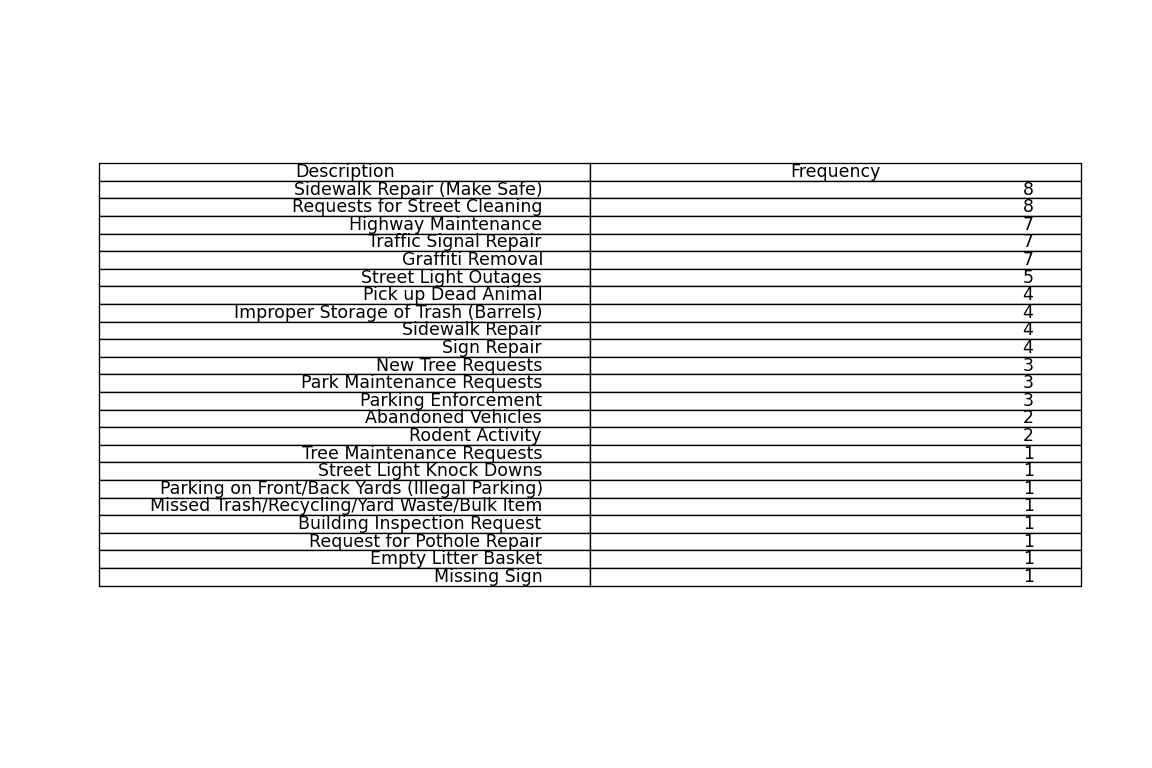 Description Frequency
Sidewalk Repair (Make Safe) 8
Requests for Street Cleaning 8
Highway Maintenance 7
Traffic Signal Repair 7
Graffiti Removal 7
Street Light Outages 5
Pick up Dead Animal 4
Improper Storage of Trash (Barrels) 4
Sidewalk Repair 4
Sign Repair 4
New Tree Requests 3
Park Maintenance Requests 3
Parking Enforcement 3
Abandoned Vehicles 2
Rodent Activity 2
Tree Maintenance Requests 1
Street Light Knock Downs 1
Parking on Front/Back Yards (Illegal Parking) 1
Missed Trash/Recycling/Yard Waste/Bulk Item 1
Building Inspection Request 1
Request for Pothole Repair 1
Empty Litter Basket 1
Missing Sign 1